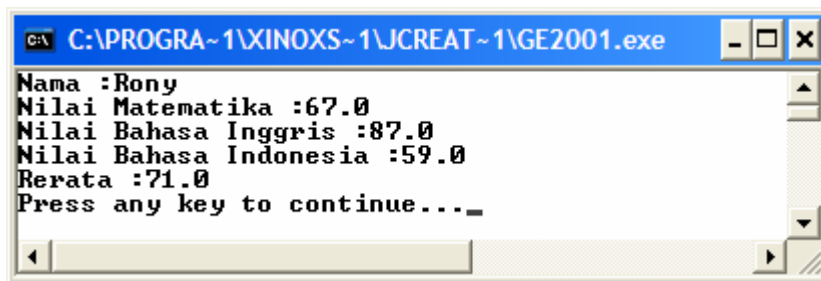 C:\PROGRA~1\XINOXS~1\JCREAT~1\GE2001.exe
Nama :Rony
Nilai Matematika :67.0
Nilai Bahasa Inggris :87.0
Nilai Bahasa Indonesia :59.0
Rerata :71.0
Press any key to continue..._